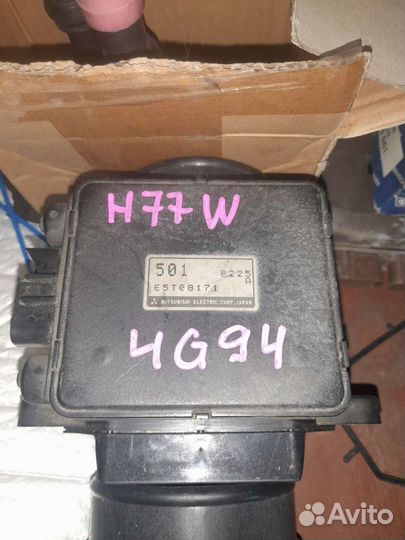 H77W
501 8225
A
E5T08171
MITSUBISHI ELECTRIC CORP. JAPAN
4G94
Avito